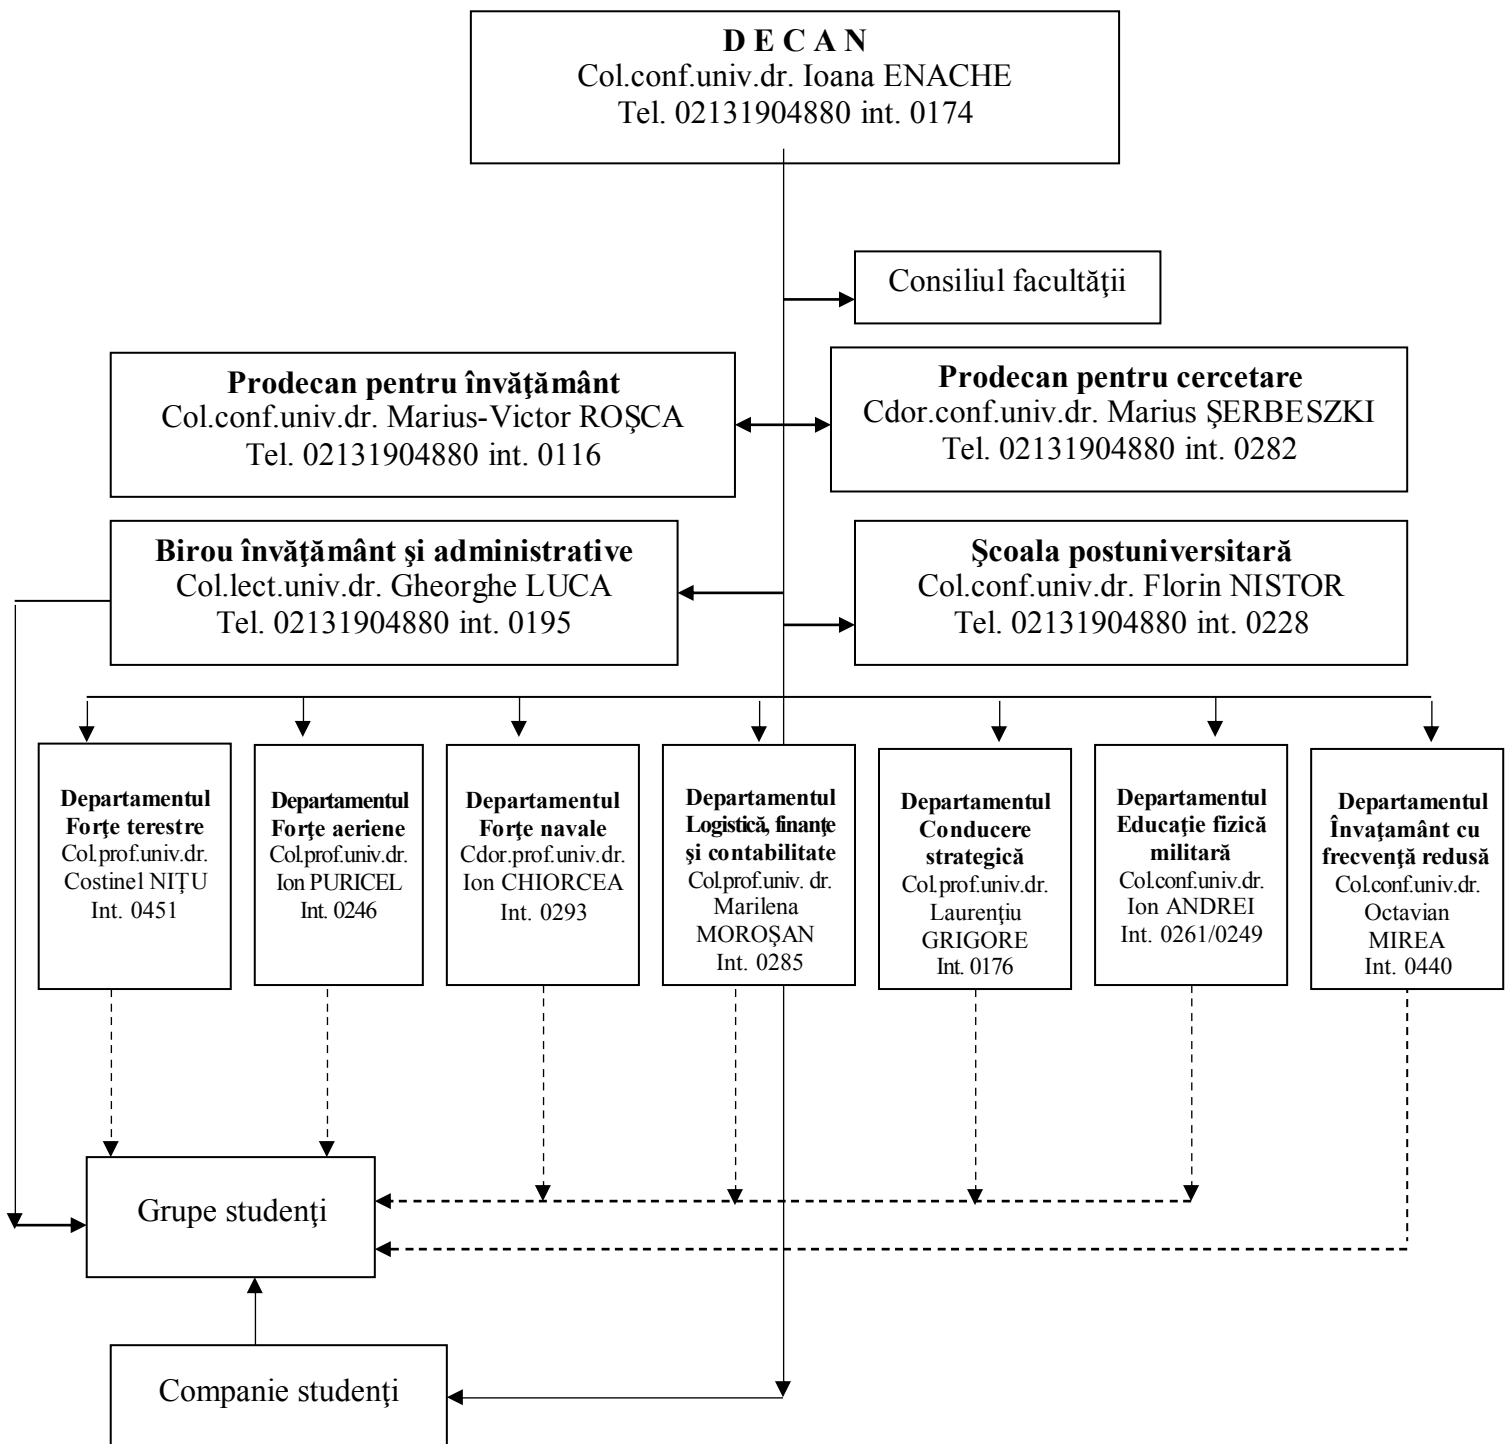 D E C A N
Col.conf.univ.dr. Ioana ENACHE
Tel. 02131904880 int. 0174
Consiliul facultăţii
Prodecan pentru învăţământ
Col.conf.univ.dr. Marius-Victor ROŞCA
Tel. 02131904880 int. 0116
Prodecan pentru cercetare
Cdor.conf.univ.dr. Marius ŞERBESZKI
Tel. 02131904880 int. 0282
Birou învăţământ şi administrative
Col.lect.univ.dr. Gheorghe LUCA
Tel. 02131904880 int. 0195
Şcoala postuniversitară
Col.conf.univ.dr. Florin NISTOR
Tel. 02131904880 int. 0228
Departamentul
Forţe terestre
Col.prof.univ.dr.
Costinel NIŢU
Int. 0451
Departamentul
Forţe aeriene
Col.prof.univ.dr.
Ion PURICEL
Int. 0246
Departamentul
Forţe navale
Cdor.prof.univ.dr.
Ion CHIORCEA
Int. 0293
Departamentul
Logistică, finanţe
şi contabilitate
Col.prof.univ. dr.
Marilena
MOROŞAN
Int. 0285
Departamentul
Conducere
strategică
Col.prof.univ.dr.
Laurenţiu
GRIGORE
Int. 0176
Departamentul
Educaţie fizică
militară
Col.conf.univ.dr.
Ion ANDREI
Int. 0261/0249
Departamentul
Învaţamânt cu
frecvenţă redusă
Col.conf.univ.dr.
Octavian
MIREA
Int. 0440
Grupe studenţi
Companie studenţi